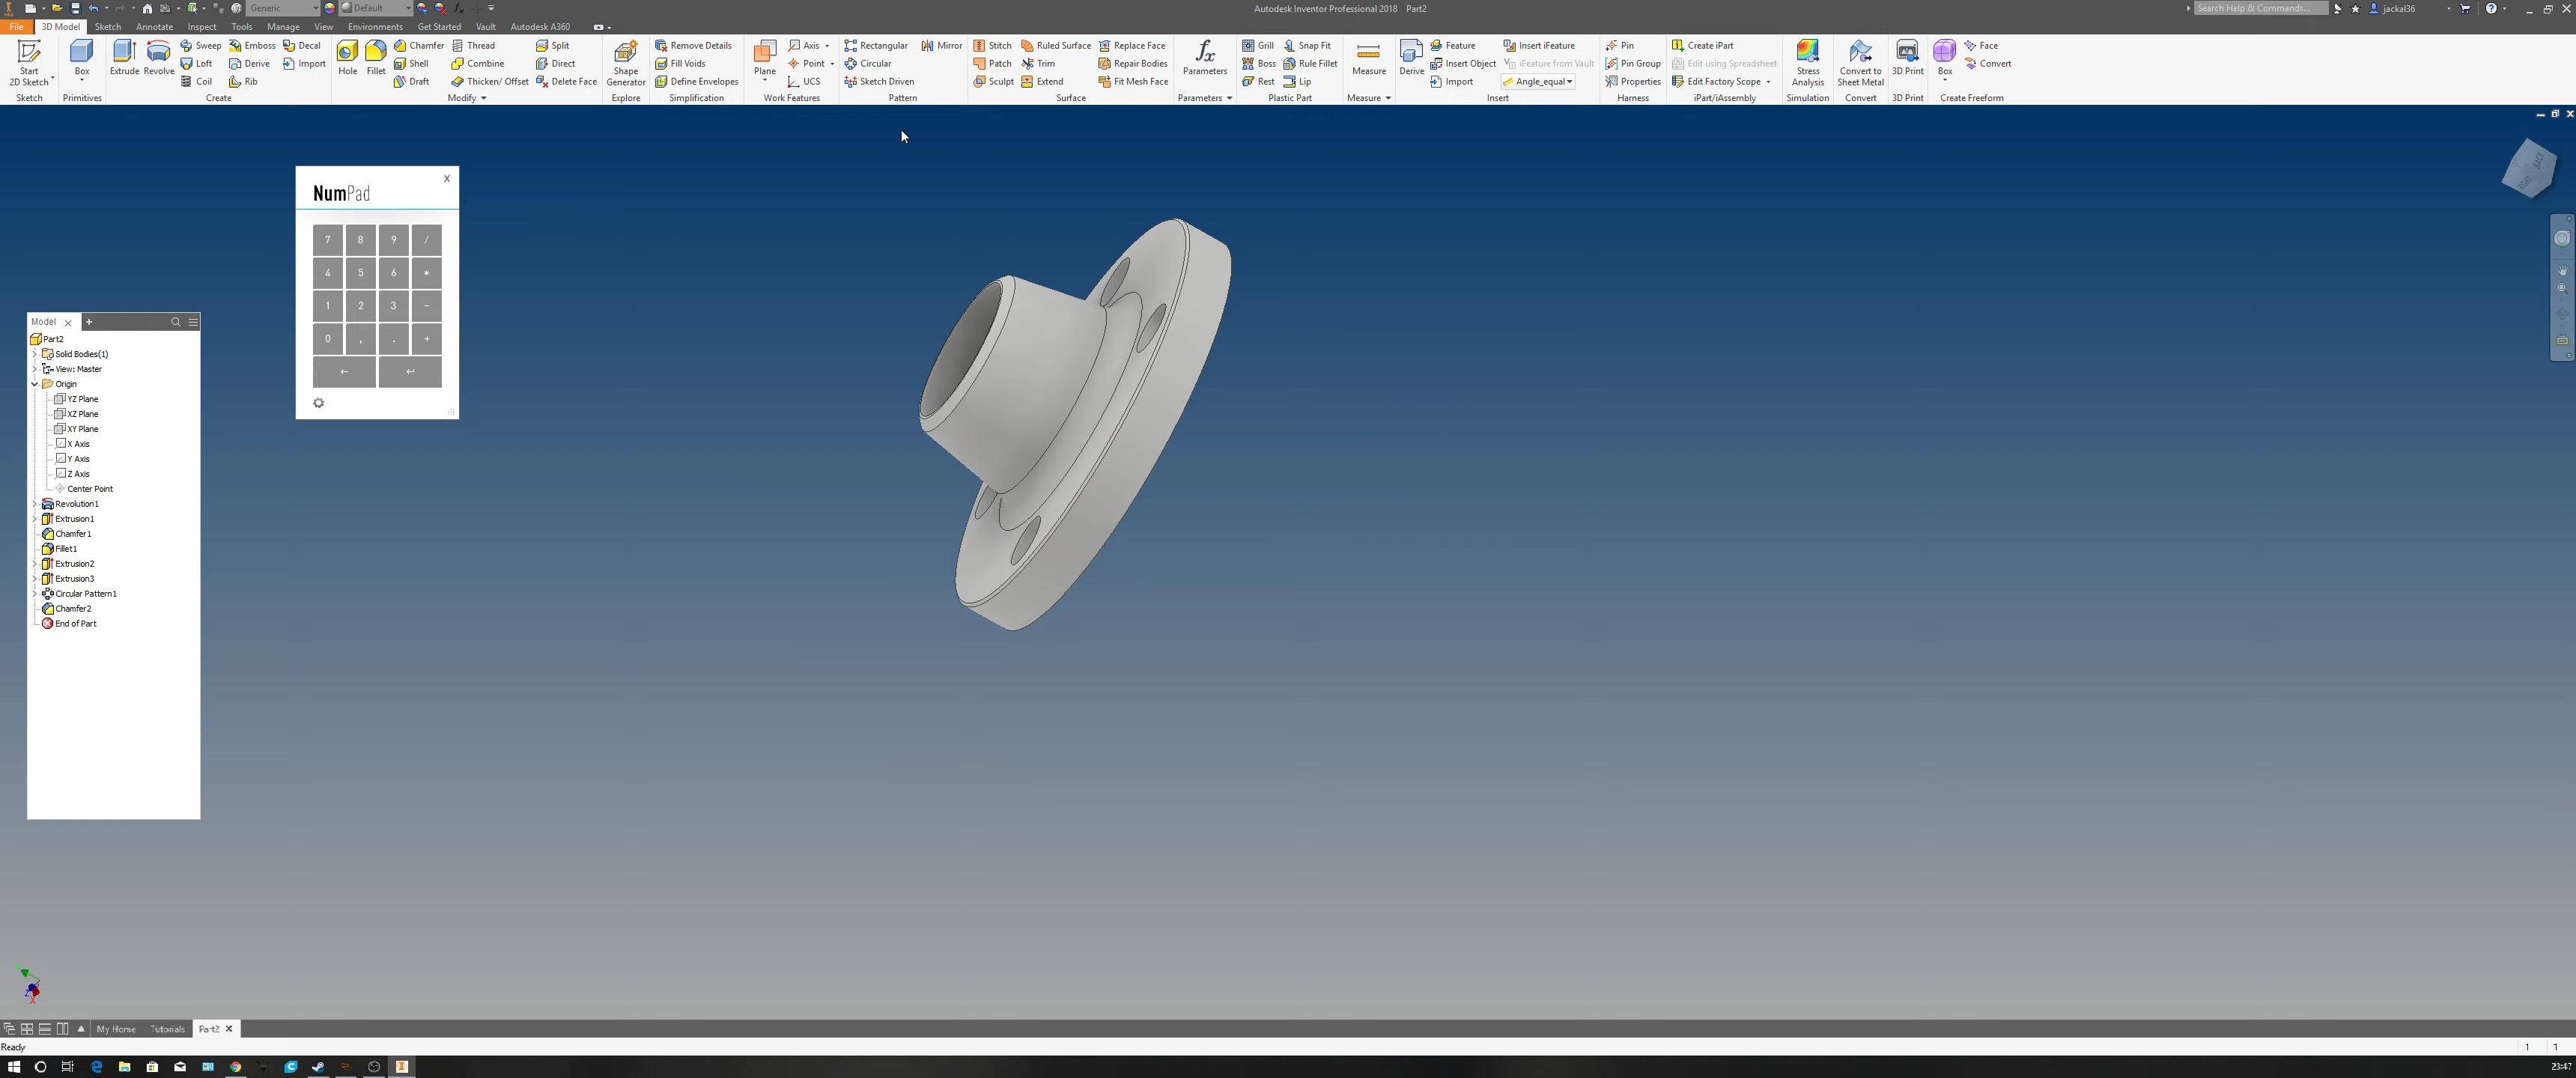 Generic Default Autodesk Inventor Professional 2018 Part2 Search Help & Commands... jackal36
File 3D Model Sketch Annotate Inspect Tools Manage View Environments Get Started Vault Autodesk A360
Sweep Emboss Decal Chamfer Thread Split Remove Details Axis Rectangular Mirror Stitch Ruled Surface Replace Face Grill Snap Fit Feature Insert iFeature Pin Create iPart Face
Loft Derive Import Shell Combine Direct Fill Voids Point Circular Patch Trim Repair Bodies Boss Rule Fillet Insert Object iFeature from Vault Pin Group Edit using Spreadsheet Convert
Start 2D Sketch Box Extrude Revolve Hole Fillet Shape Generator Plane Parameters Measure Derive Stress Analysis Convert to Sheet Metal 3D Print Box
Coil Rib Draft Thicken/ Offset Delete Face Define Envelopes UCS Sketch Driven Sculpt Extend Fit Mesh Face Rest Lip Import Angle_equal Properties Edit Factory Scope
Sketch Primitives Create Modify Explore Simplification Work Features Pattern Surface Parameters Plastic Part Measure Insert Harness iPart/iAssembly Simulation Convert 3D Print Create Freeform
BACK
X
NumPad
7 8 9 /
4 5 6 *
1 2 3 -
0 , . +
Model
Part2
Solid Bodies(1)
View: Master
Origin
YZ Plane
XZ Plane
XY Plane
X Axis
Y Axis
Z Axis
Center Point
Revolution1
Extrusion1
Chamfer1
Fillet1
Extrusion2
Extrusion3
Circular Pattern1
Chamfer2
End of Part
Z
X
My Home Tutorials Part2
Ready 1 1
23:47